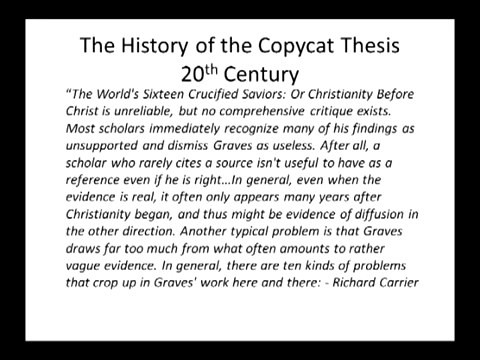 The History of the Copycat Thesis
20th Century
“The World's Sixteen Crucified Saviors: Or Christianity Before
Christ is unreliable, but no comprehensive critique exists.
Most scholars immediately recognize many of his findings as
unsupported and dismiss Graves as useless. After all, a
scholar who rarely cites a source isn't useful to have as a
reference even if he is right...In general, even when the
evidence is real, it often only appears many years after
Christianity began, and thus might be evidence of diffusion in
the other direction. Another typical problem is that Graves
draws far too much from what often amounts to rather
vague evidence. In general, there are ten kinds of problems
that crop up in Graves' work here and there: - Richard Carrier